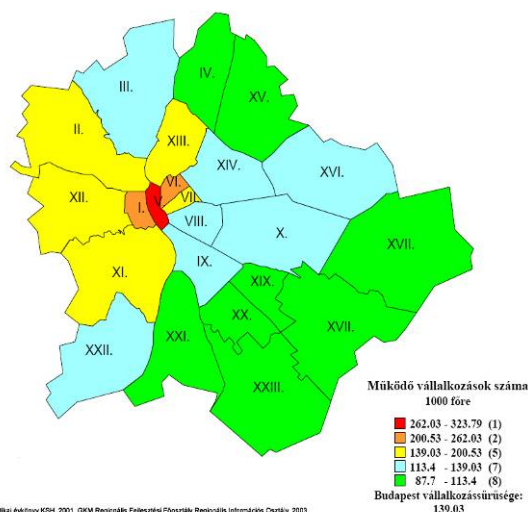 IV.
III.
XV.
II.
XIII.
XIV.
XVI.
VI.
XII.
VII.
I.
V.
VIII.
X.
XVII.
IX.
XI.
XIX.
XX.
XVII.
XXI.
XXII.
XXIII.
Működő vállalkozások száma
1000 főre
262.03 - 323.79 (1)
200.53 - 262.03 (2)
139.03 - 200.53 (5)
113.4 - 139.03 (7)
87.7 - 113.4 (8)
Budapest vállalkozássűrűsége:
139.03
évkönyv KSH, 2001, GKM Regionális Fejlesztési Főosztály Regionális Információs Osztály, 2003